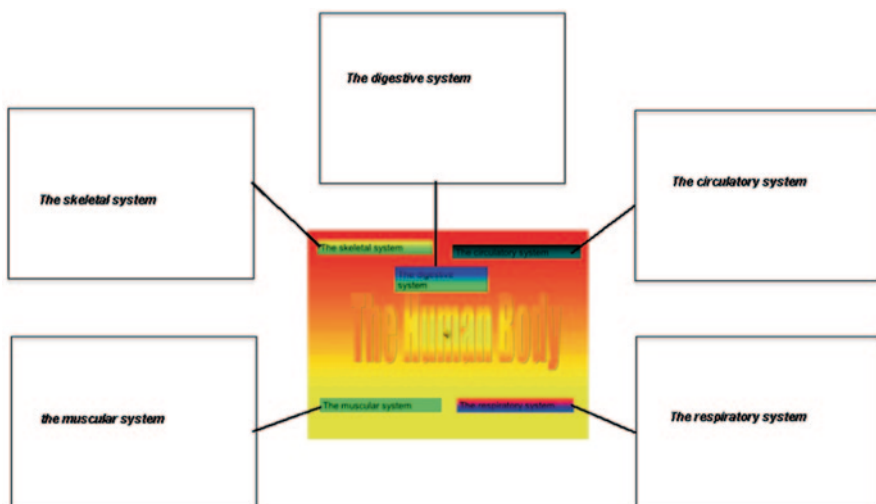 The digestive system
The skeletal system
The circulatory system
The skeletal system
The circulatory system
The digestive
system
The Human Body
The muscular system
The respiratory system
the muscular system
The respiratory system